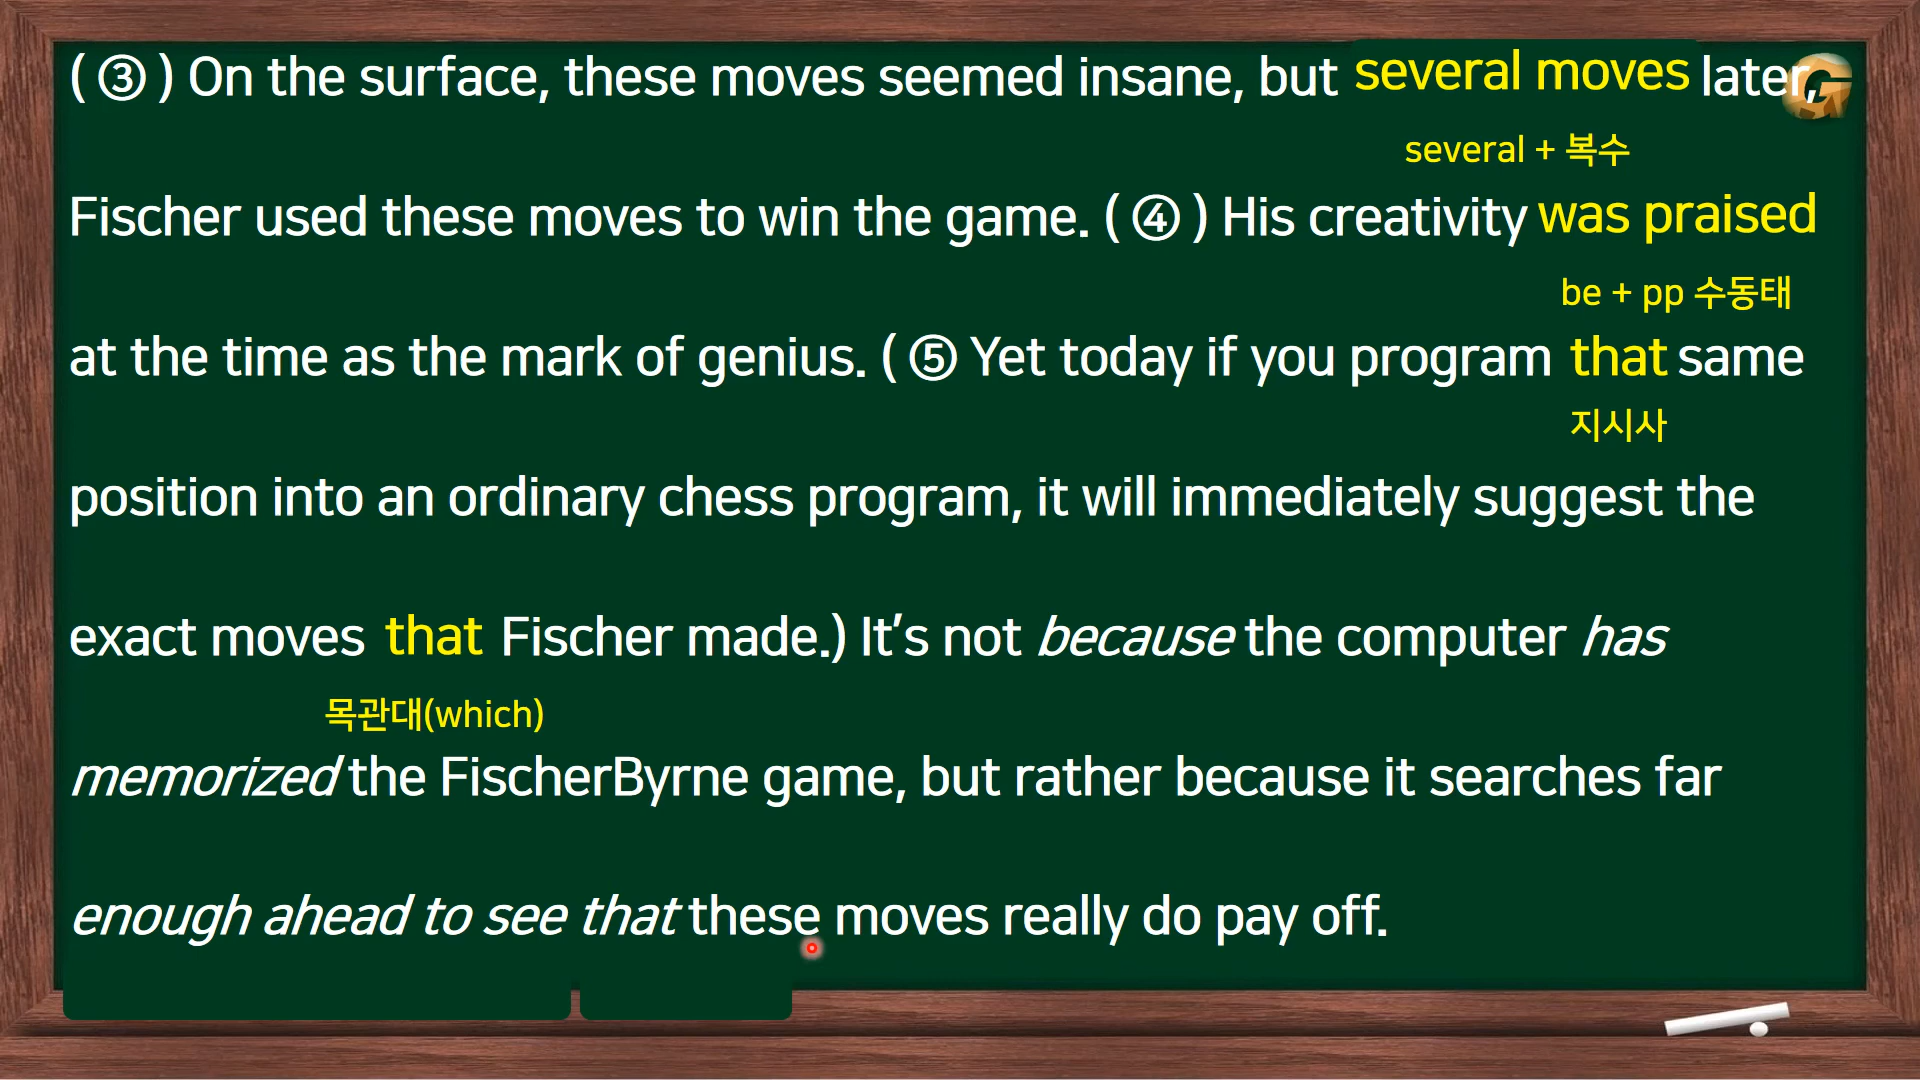 ( ③ ) On the surface, these moves seemed insane, but several moves later,
several + 복수
Fischer used these moves to win the game. ( ④ ) His creativity was praised
be + pp 수동태
at the time as the mark of genius. ( ⑤ Yet today if you program that same
지시사
position into an ordinary chess program, it will immediately suggest the
exact moves that Fischer made.) It's not because the computer has
목관대(which)
memorized the FischerByrne game, but rather because it searches far
enough ahead to see that these moves really do pay off.